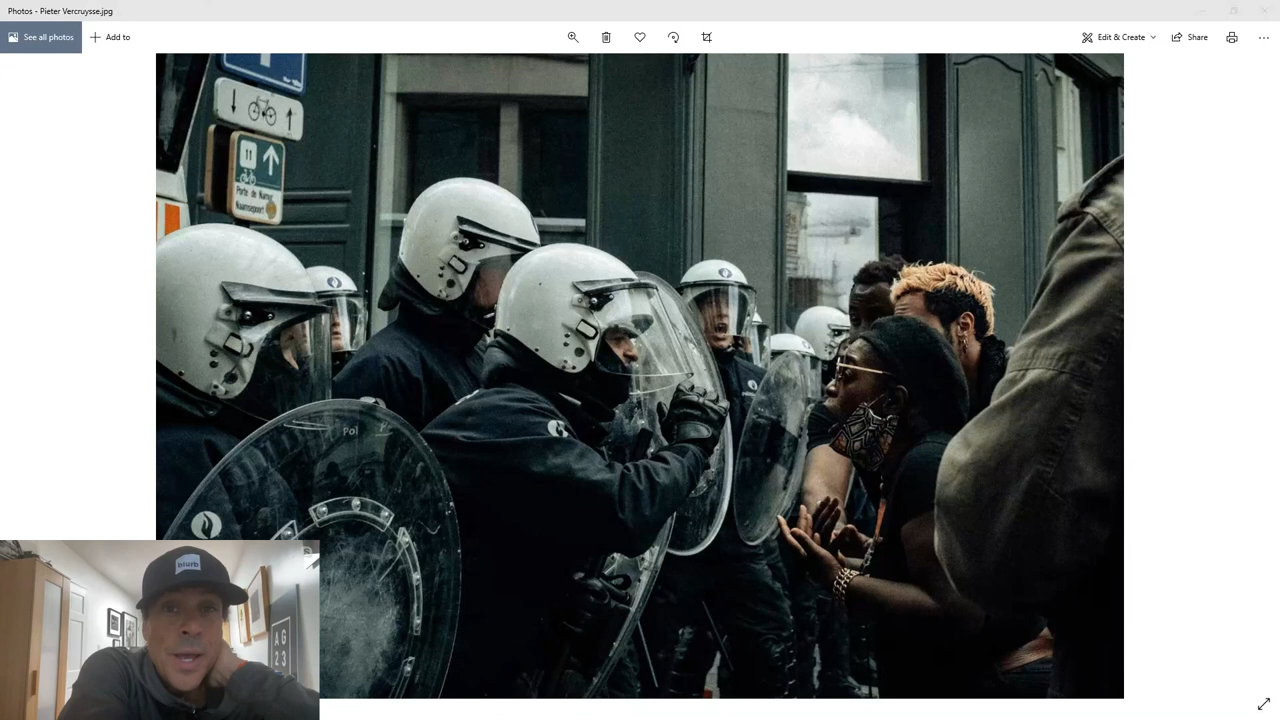 Photos - Pieter Vercruysse.jpg
See all photos
Add to
Edit & Create
Share
11
Porte de Namur
Naamsepoort
Pol
blurb
AG
23